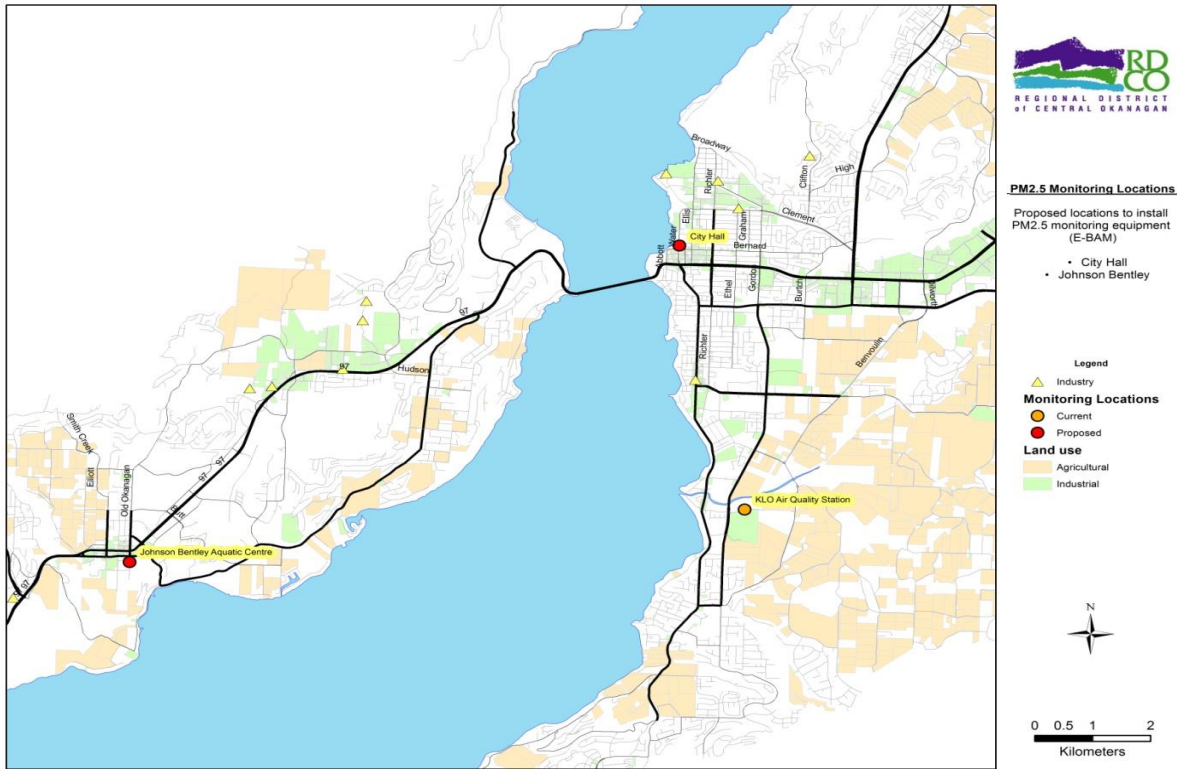 Broadway
Clifton
High
Richter
Ellis
Clement
Graham
City Hall
Water
Abbott
Bernard
Ethel
Gordon
Burtch
Dilworth
Benvoulin
Richter
97
97
Hudson
Smith Creek
Elliott
Old Okanagan
97
97
KLO Air Quality Station
Johnson Bentley Aquatic Centre
97
RD
CO
REGIONAL DISTRICT
of CENTRAL OKANAGAN
PM2.5 Monitoring Locations
Proposed locations to install
PM2.5 monitoring equipment
(E-BAM)
• City Hall
• Johnson Bentley
Legend
Industry
Monitoring Locations
Current
Proposed
Land use
Agricultural
Industrial
N
0 0.5 1 2
Kilometers